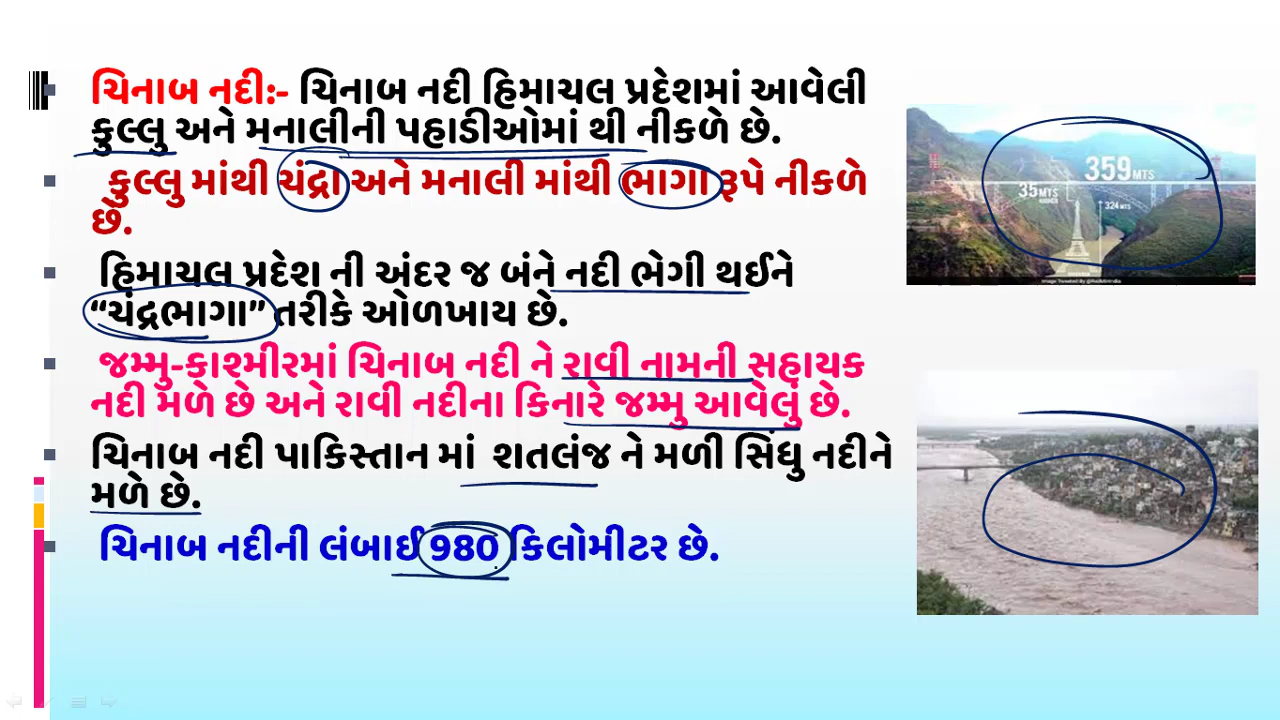 ચિનાબ નદી:- ચિનાબ નદી હિમાચલ પ્રદેશમાં આવેલી
કુલ્લુ અને મનાલીની પહાડીઓમાં થી નીકળે છે.
કુલ્લુ માંથી ચંદ્રા અને મનાલી માંથી ભાગા રૂપે નીકળે
છે.
હિમાચલ પ્રદેશ ની અંદર જ બંને નદી ભેગી થઈને
“ચંદ્રભાગા” તરીકે ઓળખાય છે.
જમ્મુ-કાશ્મીરમાં ચિનાબ નદી ને રાવી નામની સહાયક
નદી મળે છે અને રાવી નદીના કિનારે જમ્મુ આવેલું છે.
ચિનાબ નદી પાકિસ્તાન માં શતલંજ ને મળી સિંધુ નદીને
મળે છે.
ચિનાબ નદીની લંબાઈ 980 કિલોમીટર છે.
359 MTS
35 MTS
324 MTS